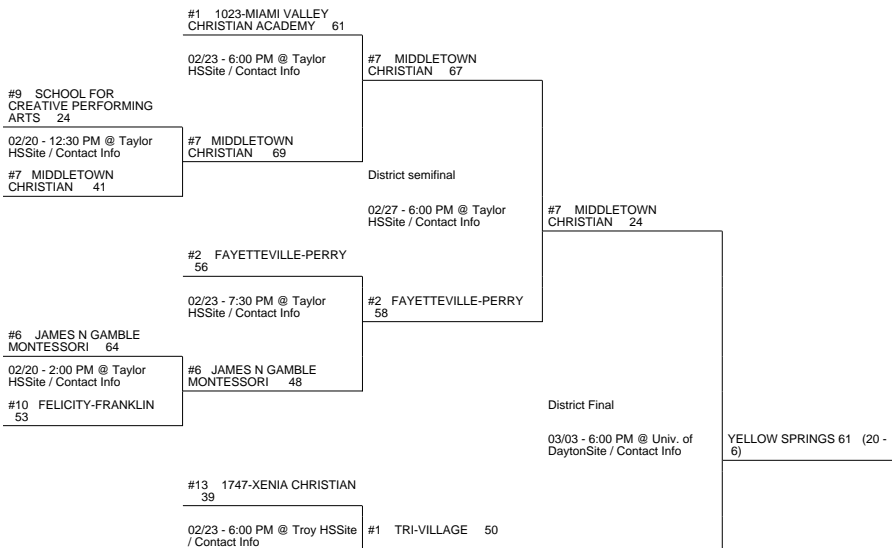 #1 1023-MIAMI VALLEY
CHRISTIAN ACADEMY 61
02/23 - 6:00 PM @ Taylor
HSSite / Contact Info
#7 MIDDLETOWN
CHRISTIAN 67
#9 SCHOOL FOR
CREATIVE PERFORMING
ARTS 24
02/20 - 12:30 PM @ Taylor
HSSite / Contact Info
#7 MIDDLETOWN
CHRISTIAN 69
#7 MIDDLETOWN
CHRISTIAN 41
District semifinal
02/27 - 6:00 PM @ Taylor
HSSite / Contact Info
#7 MIDDLETOWN
CHRISTIAN 24
#2 FAYETTEVILLE-PERRY
56
02/23 - 7:30 PM @ Taylor
HSSite / Contact Info
#2 FAYETTEVILLE-PERRY
58
#6 JAMES N GAMBLE
MONTESSORI 64
02/20 - 2:00 PM @ Taylor
HSSite / Contact Info
#6 JAMES N GAMBLE
MONTESSORI 48
#10 FELICITY-FRANKLIN
53
District Final
03/03 - 6:00 PM @ Univ. of
DaytonSite / Contact Info
YELLOW SPRINGS 61 (20 -
6)
#13 1747-XENIA CHRISTIAN
39
02/23 - 6:00 PM @ Troy HSSite
/ Contact Info
#1 TRI-VILLAGE 50